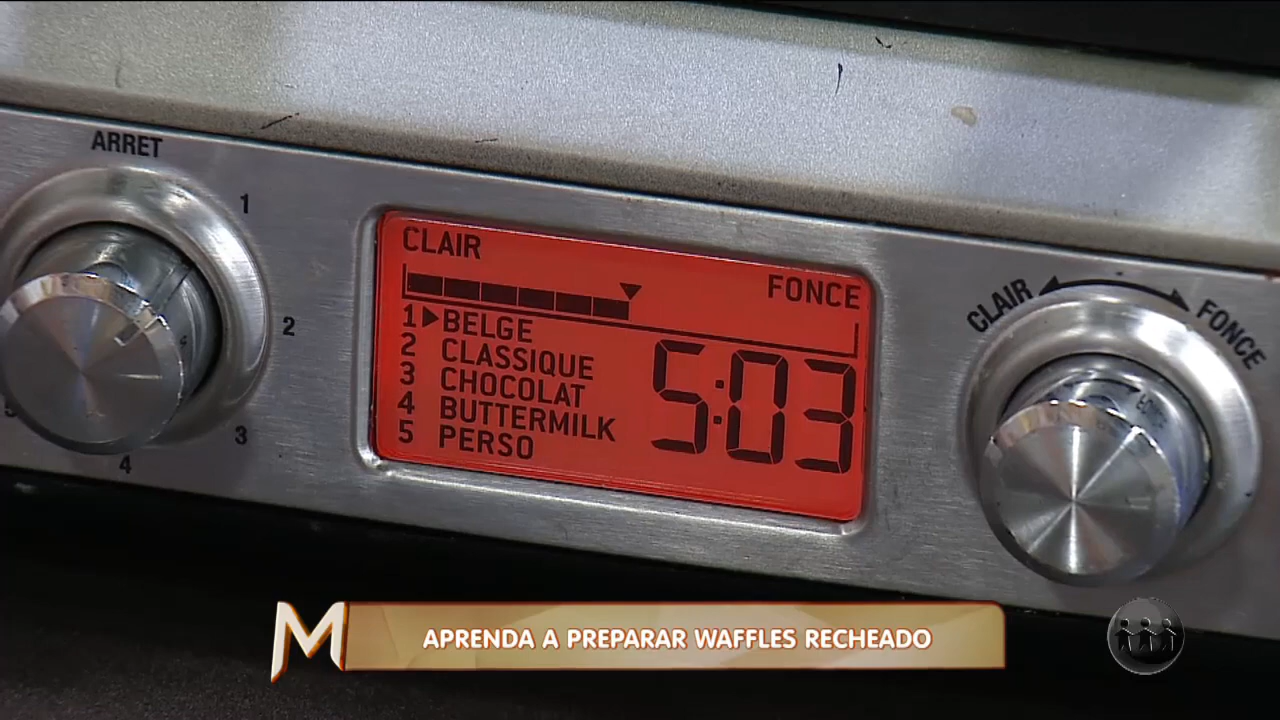 ARRET
1
2
3
4
5
CLAIR
FONCE
1 BELGE
2 CLASSIQUE
3 CHOCOLAT
4 BUTTERMILK
5 PERSO
5:03
CLAIR
FONCE
M
APRENDA A PREPARAR WAFFLES RECHEADO